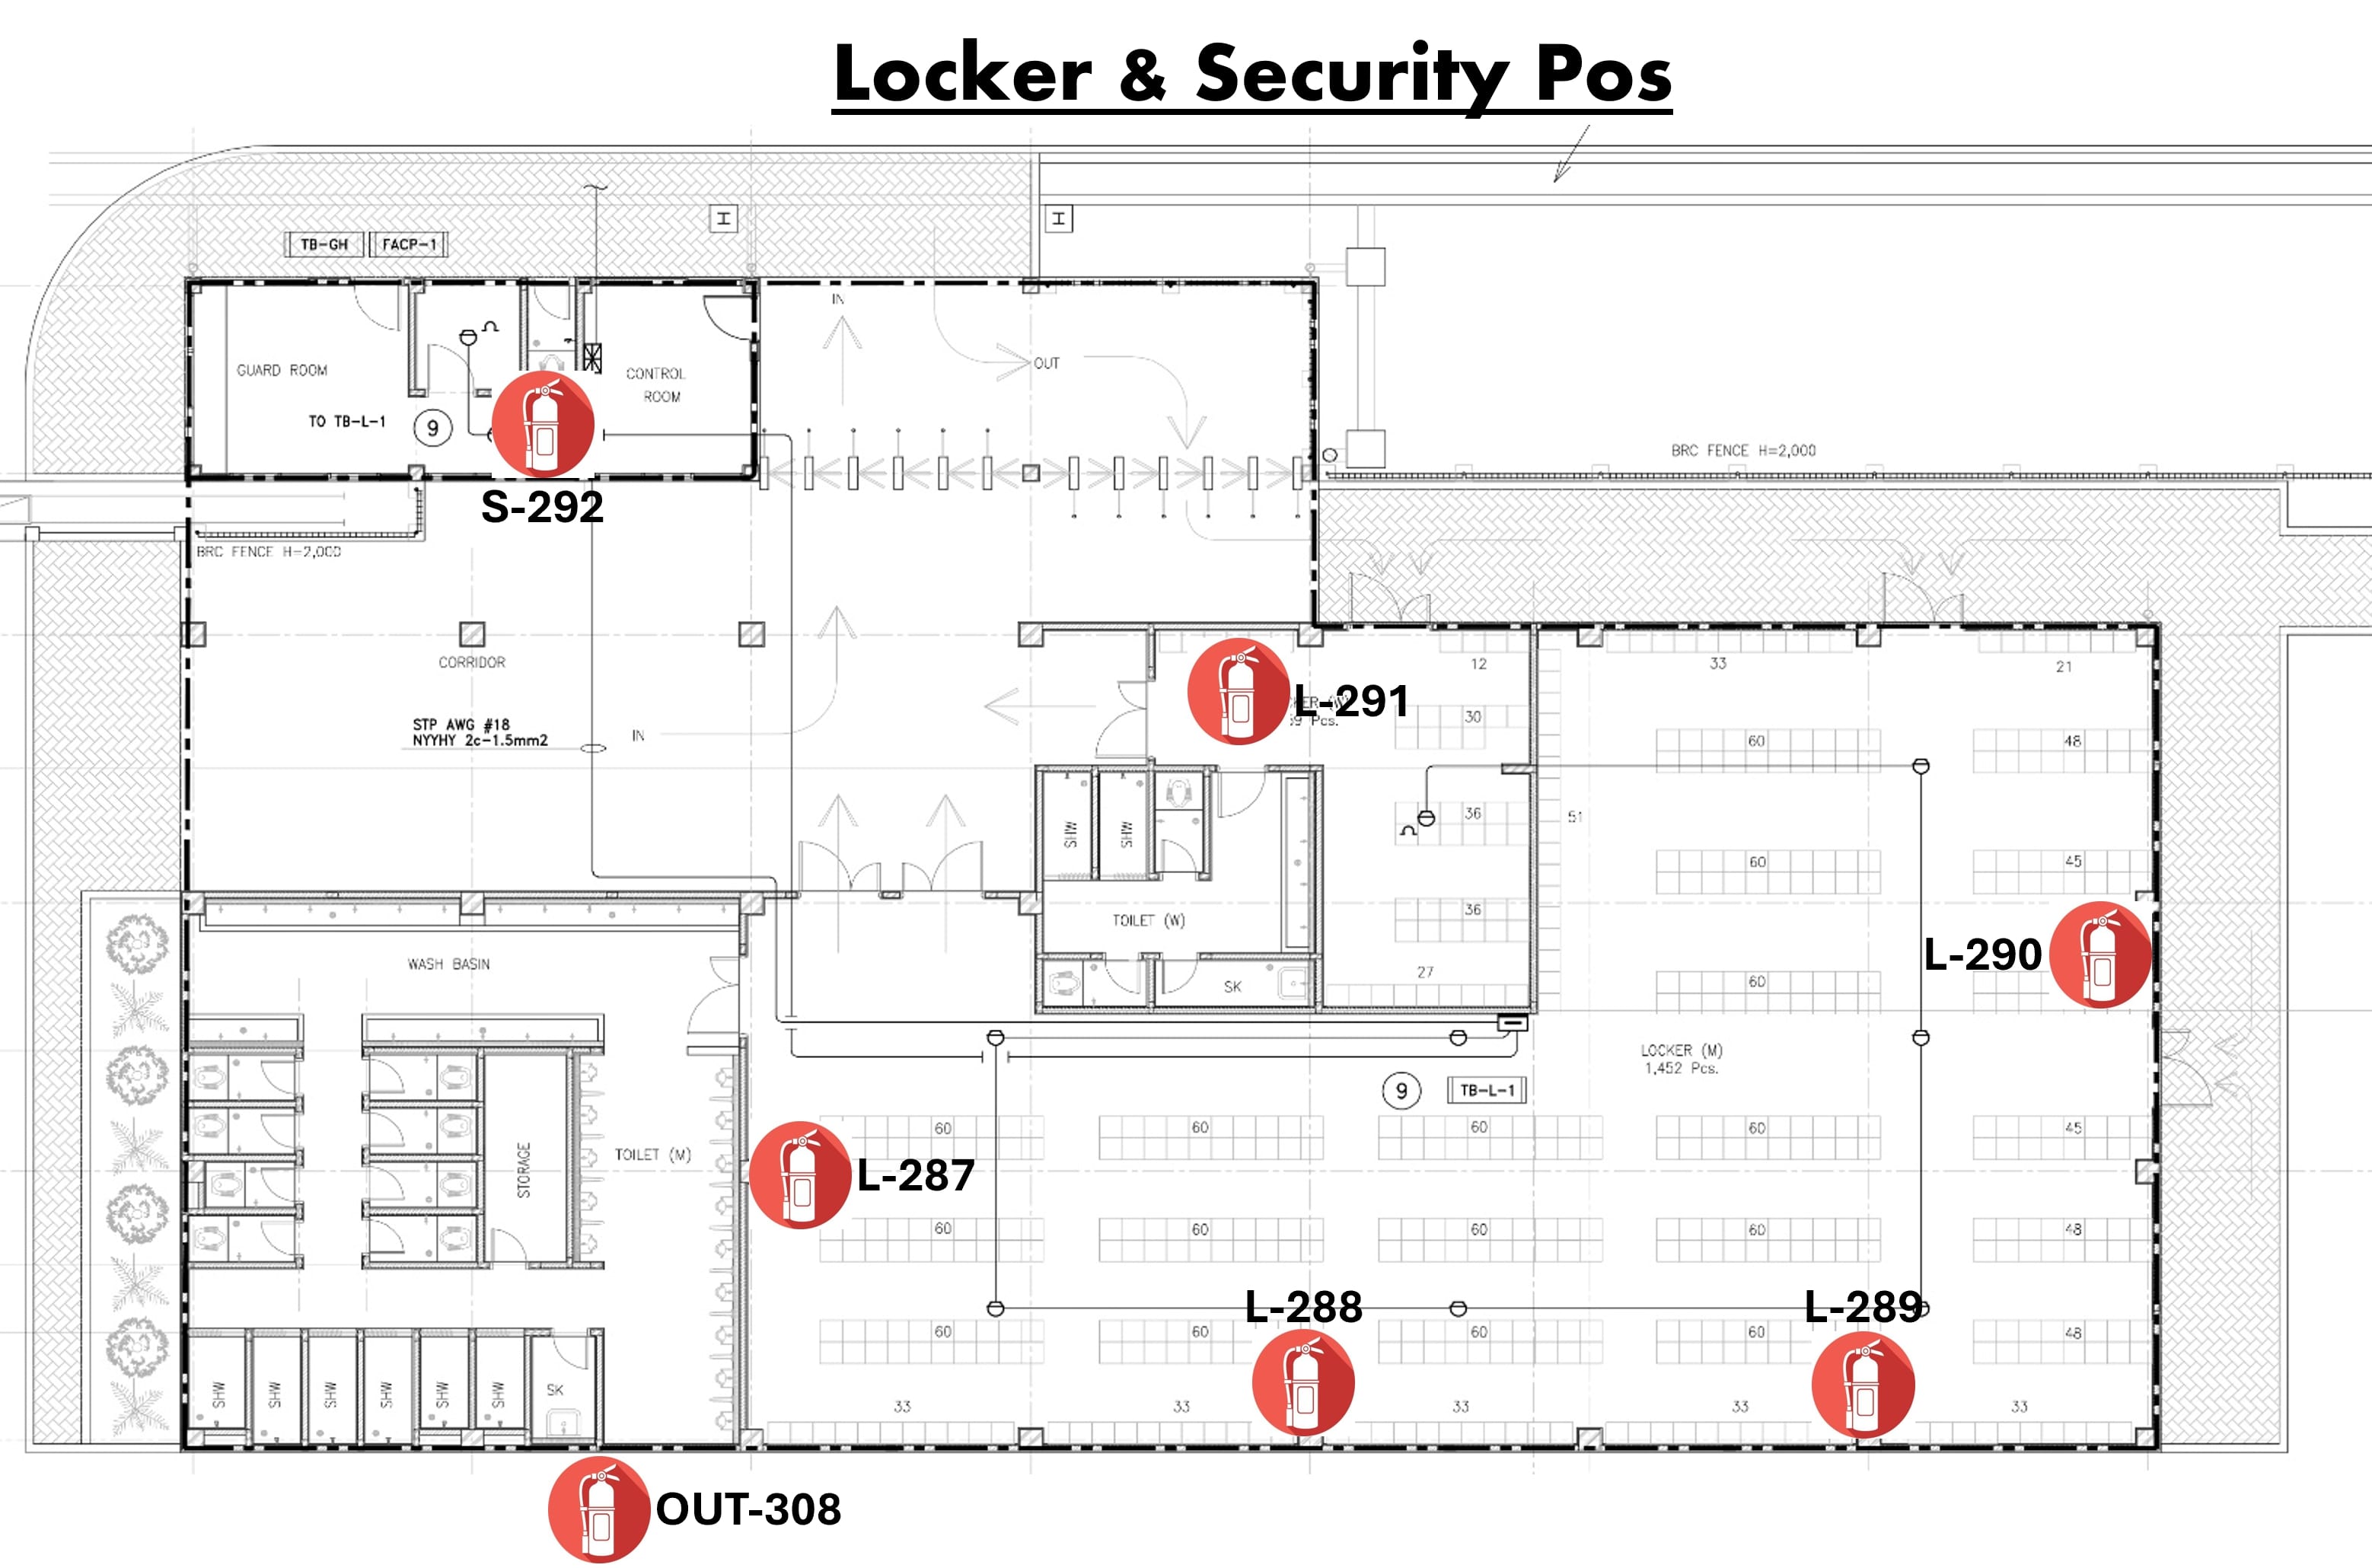 Locker & Security Pos
TB-GH
FACP-1
IN
GUARD ROOM
CONTROL
ROOM
OUT
TO TB-L-1
9
BRC FENCE H=2,000
S-292
BRC FENCE H=2,000
CORRIDOR
12
33
21
L-291
Pcs.
30
STP AWG #18
NYYHY 2c-1.5mm2
IN
60
48
SHW
SHW
36
51
60
45
36
TOILET (W)
WASH BASIN
L-290
27
60
SK
LOCKER (M)
1,452 Pcs.
9
TB-L-1
60
60
60
60
45
STORAGE
TOILET (M)
L-287
60
60
60
60
48
L-288
L-289
60
60
60
60
48
SHW
SHW
SHW
SHW
SHW
SHW
SK
33
33
33
33
33
OUT-308